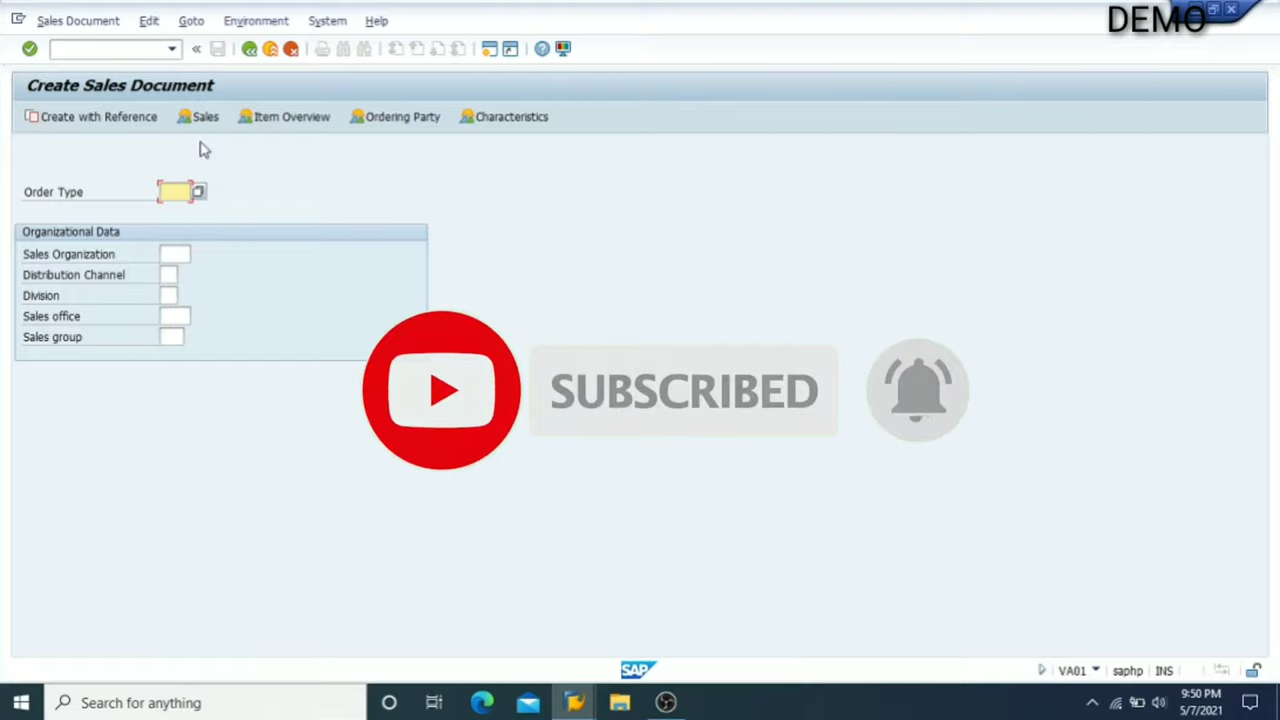 Sales Document Edit Goto Environment System Help
DEMO
Create Sales Document
Create with Reference Sales Item Overview Ordering Party Characteristics
Order Type
Organizational Data
Sales Organization
Distribution Channel
Division
Sales office
Sales group
SUBSCRIBED
SAP
VA01 saphp INS
Search for anything
9:50 PM
5/7/2021